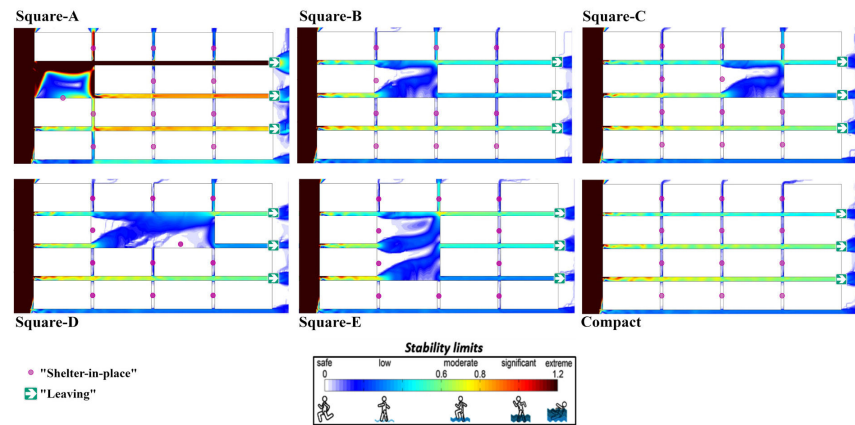 Square-A
Square-B
Square-C
Square-D
Square-E
Compact
Stability limits
safe low moderate significant extreme
0 0.6 0.8 1.2
"Shelter-in-place"
"Leaving"